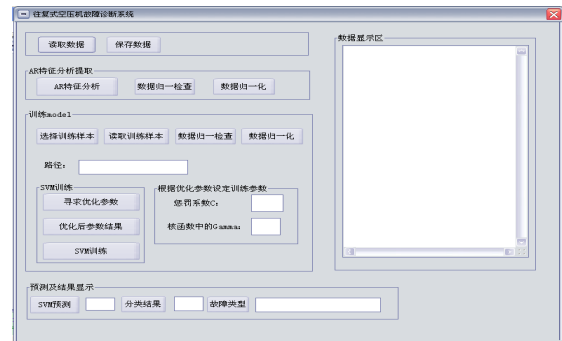 往复式空压机故障诊断系统
读取数据 保存数据
数据显示区
AR特征分析提取
AR特征分析 数据归一检查 数据归一化
训练model
选择训练样本 读取训练样本 数据归一检查 数据归一化
路径:
SVM训练
寻求优化参数
优化后参数结果
SVM训练
根据优化参数设定训练参数
惩罚系数C:
核函数中的Gamma:
预测及结果显示
SVM预测 分类结果 故障类型